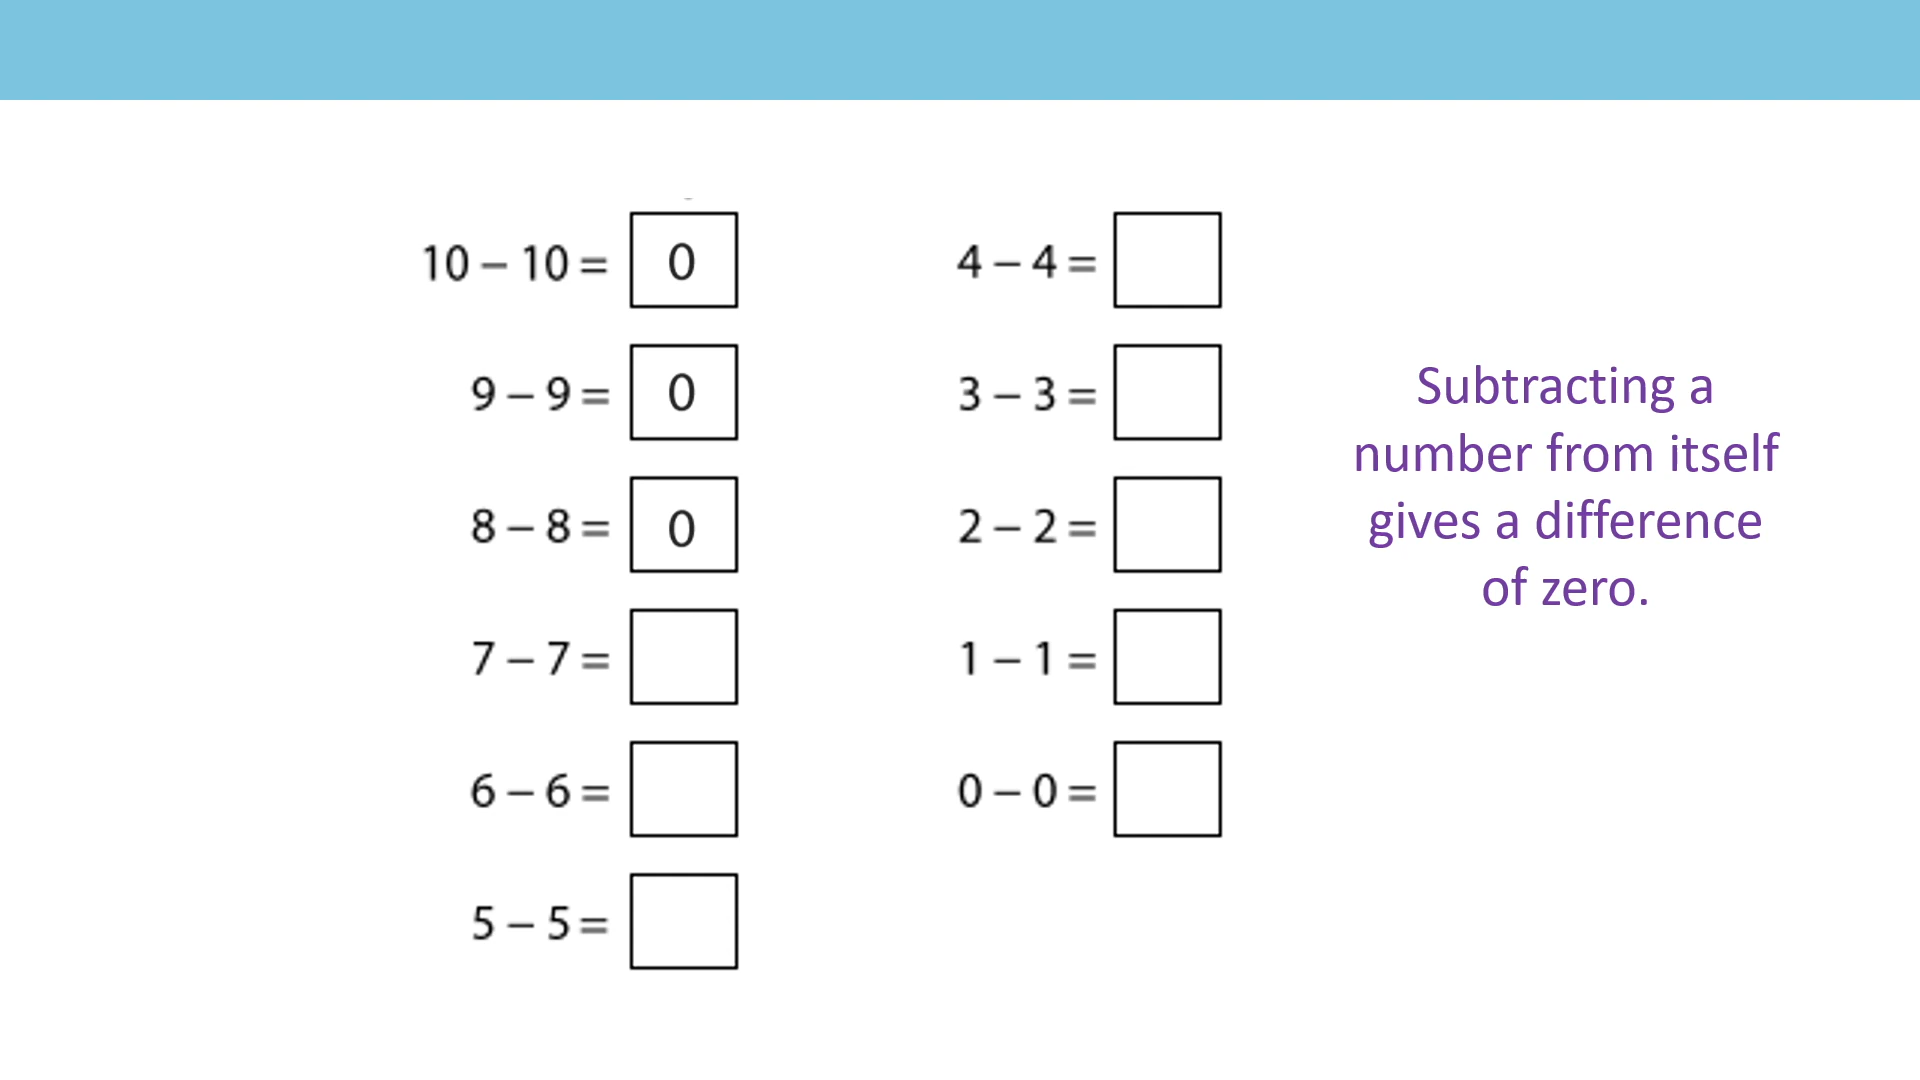 10 – 10 = 0
9 – 9 = 0
8 – 8 = 0
7 – 7 =
6 – 6 =
5 – 5 =
4 – 4 =
3 – 3 =
2 – 2 =
1 – 1 =
0 – 0 =
Subtracting a
number from itself
gives a difference
of zero.